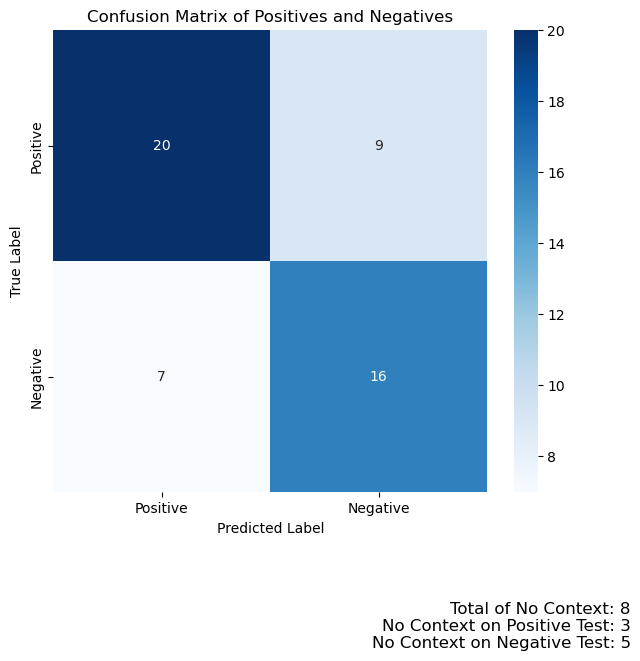 Confusion Matrix of Positives and Negatives
True Label
Positive
20
9
Negative
7
16
Positive
Negative
Predicted Label
20
18
16
14
12
10
8
Total of No Context: 8
No Context on Positive Test: 3
No Context on Negative Test: 5